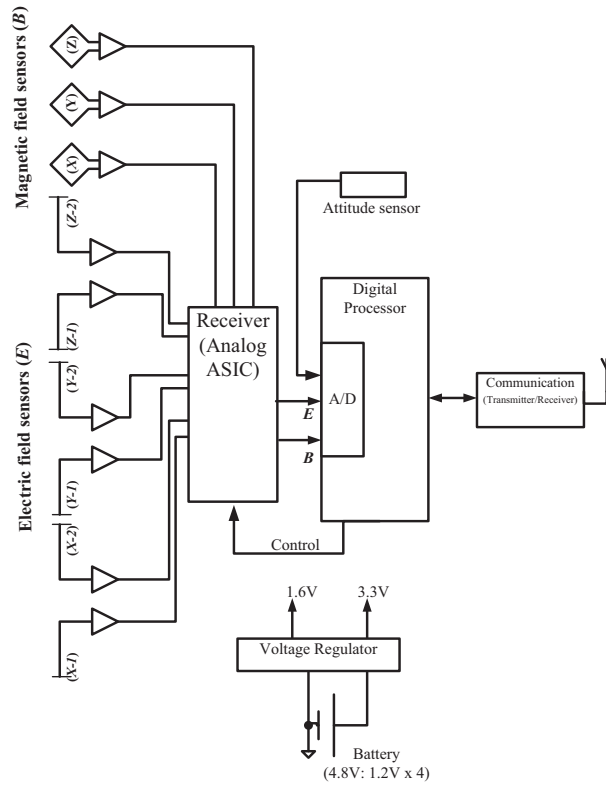 Magnetic field sensors (B)
(Z)
(Y)
(X)
Electric field sensors (E)
(Z-2)
(Z-1)
(Y-2)
(Y-1)
(X-2)
(X-1)
Receiver
(Analog
ASIC)
Attitude sensor
Digital
Processor
A/D
E
B
Control
Communication
(Transmitter/Receiver)
1.6V
3.3V
Voltage Regulator
Battery
(4.8V: 1.2V x 4)